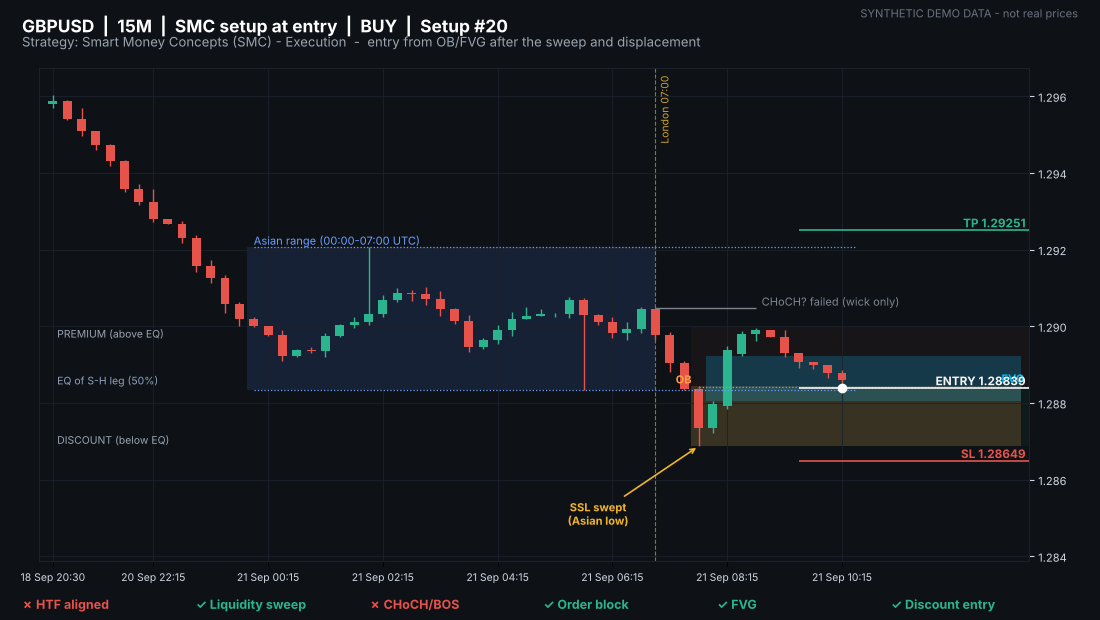 GBPUSD | 15M | SMC setup at entry | BUY | Setup #20
SYNTHETIC DEMO DATA - not real prices
Strategy: Smart Money Concepts (SMC) - Execution - entry from OB/FVG after the sweep and displacement
London 07:00
1.296
1.294
TP 1.29251
Asian range (00:00-07:00 UTC)
1.292
CHoCH? failed (wick only)
PREMIUM (above EQ)
1.290
EQ of S-H leg (50%)
OB
FVG
ENTRY 1.28839
1.288
DISCOUNT (below EQ)
SL 1.28649
1.286
SSL swept
(Asian low)
1.284
18 Sep 20:30
20 Sep 22:15
21 Sep 00:15
21 Sep 02:15
21 Sep 04:15
21 Sep 06:15
21 Sep 08:15
21 Sep 10:15
× HTF aligned
✓ Liquidity sweep
× CHoCH/BOS
✓ Order block
✓ FVG
✓ Discount entry